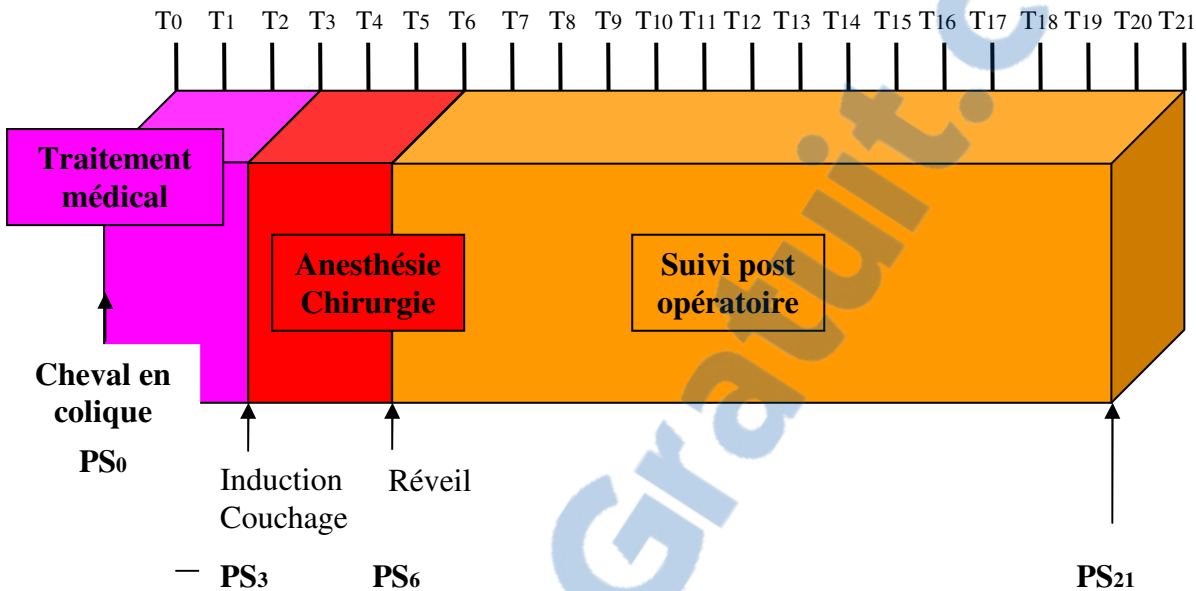 T0 T1 T2 T3 T4 T5 T6 T7 T8 T9 T10 T11 T12 T13 T14 T15 T16 T17 T18 T19 T20 T21
Traitement
médical
Anesthésie
Chirurgie
Suivi post
opératoire
Cheval en
colique
PS0
Induction
Couchage
Réveil
— PS3
PS6
PS21
Gratuit.c